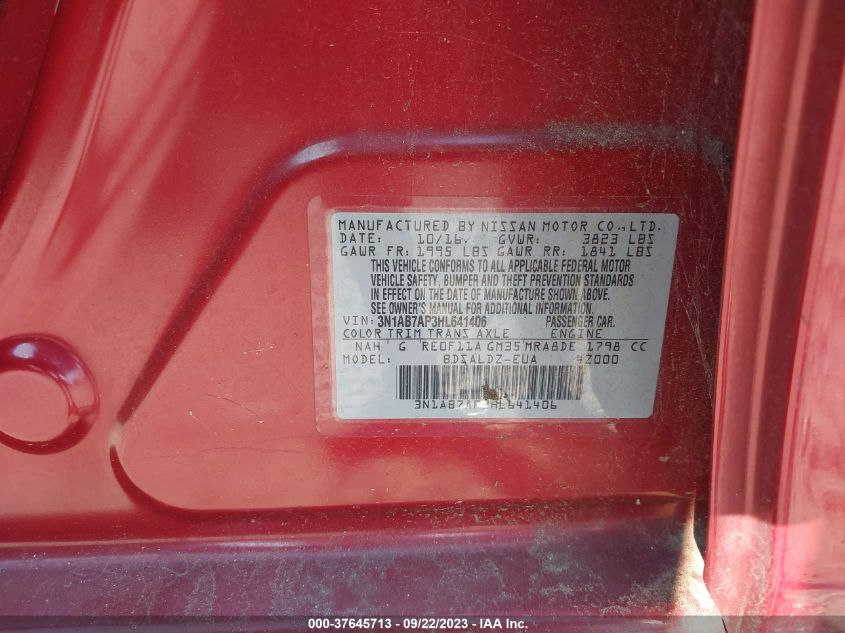 MANUFACTURED BY NISSAN MOTOR CO.,LTD.
DATE: 10/16 GVWR: 3823 LBS
GAWR FR: 1995 LBS GAWR RR: 1841 LBS
THIS VEHICLE CONFORMS TO ALL APPLICABLE FEDERAL MOTOR
VEHICLE SAFETY, BUMPER AND THEFT PREVENTION STANDARDS
IN EFFECT ON THE DATE OF MANUFACTURE SHOWN ABOVE.
SEE OWNER'S MANUAL FOR ADDITIONAL INFORMATION.
VIN: 3N1AB7AP3HL641406 PASSENGER CAR.
COLOR TRIM TRANS AXLE ENGINE
NAH G RE0F11A GM35 MRA8DE 1798 CC
MODEL: BDSALDZ-EUA 4Z000
3N1AB7AP3HL641406
000-37645713 - 09/22/2023 - IAA Inc.